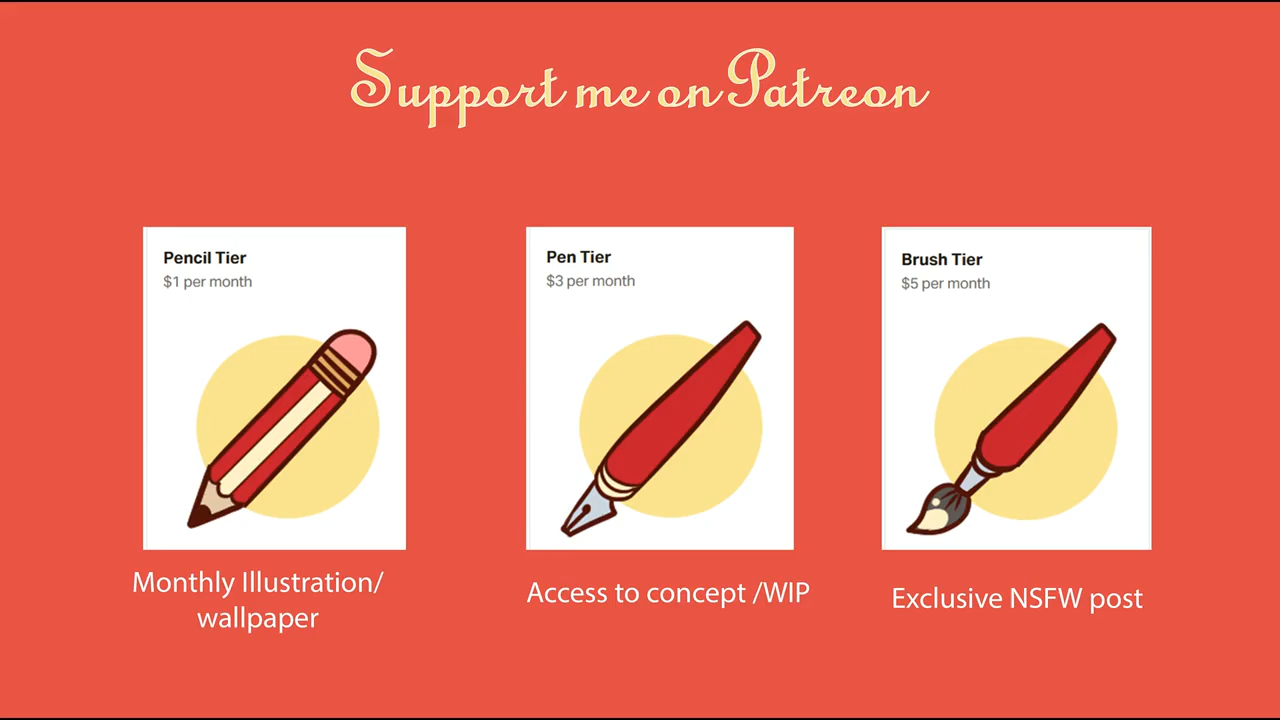 Support me on Patreon
Pencil Tier
$1 per month
Monthly Illustration/
wallpaper
Pen Tier
$3 per month
Access to concept /WIP
Brush Tier
$5 per month
Exclusive NSFW post